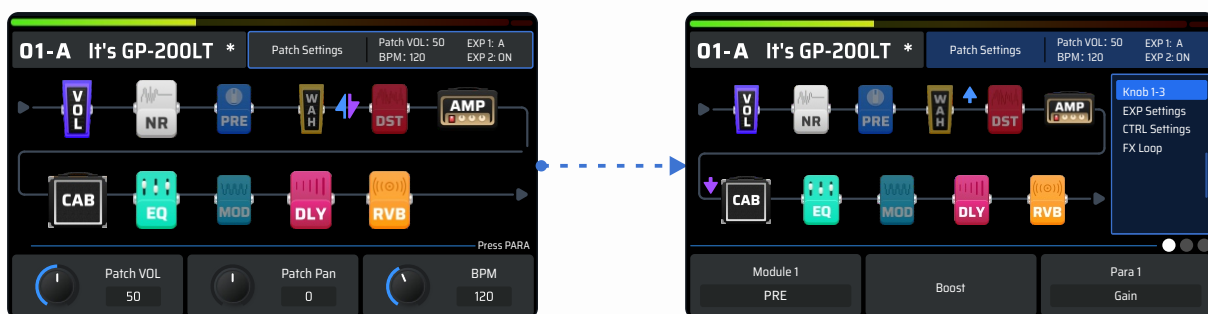 01-A It's GP-200LT *
Patch Settings
Patch VOL: 50 EXP 1: A
BPM: 120 EXP 2: ON
VOL
NR
PRE
WAH
DST
AMP
CAB
EQ
MOD
DLY
RVB
Press PARA
Patch VOL
50
Patch Pan
0
BPM
120
01-A It's GP-200LT *
Patch Settings
Patch VOL: 50 EXP 1: A
BPM: 120 EXP 2: ON
VOL
NR
PRE
WAH
DST
AMP
Knob 1-3
EXP Settings
CTRL Settings
FX Loop
CAB
EQ
MOD
DLY
RVB
Module 1
PRE
Boost
Para 1
Gain